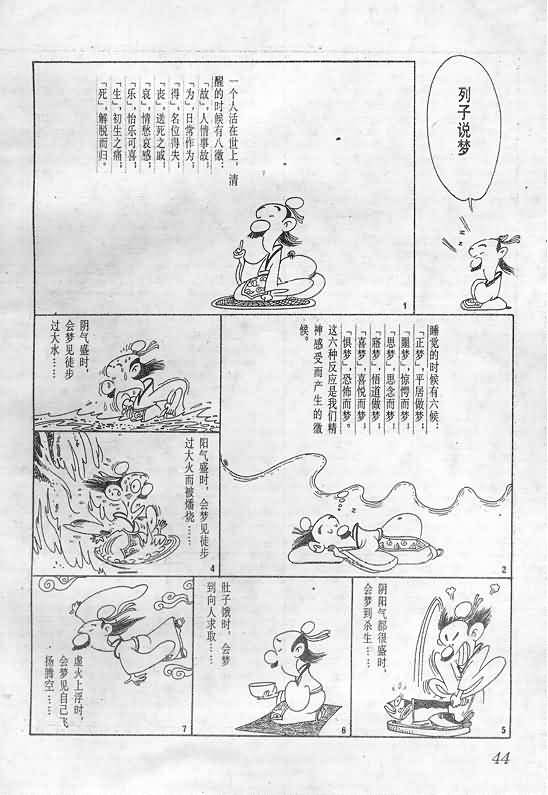 列子说梦
一个人活在世上，清
醒的时候有八徵：
「故」，人情事故；
「为」，日常作为；
「得」，名位得失；
「丧」，送死之戚；
「哀」，情愁哀感；
「乐」，怡乐可喜；
「生」，初生之痛；
「死」，解脱而归。
1
睡觉的时候有六候：
「正梦」，平居做梦；
「噩梦」，惊愕而梦；
「思梦」，思念而梦；
「寤梦」，悟道做梦；
「喜梦」，喜悦而梦；
「惧梦」，恐怖而梦，
这六种反应是我们精
神感受而产生的徵
候。
2
阴气盛时，
会梦见徒步
过大水……
阳气盛时，会梦见徒步
过大火而被燔烧……
4
阴阳气都很盛时，
会梦到杀生……
5
肚子饿时，会梦
到向人求取……
6
虚火上浮时，
会梦见自己飞
扬腾空……
7
44